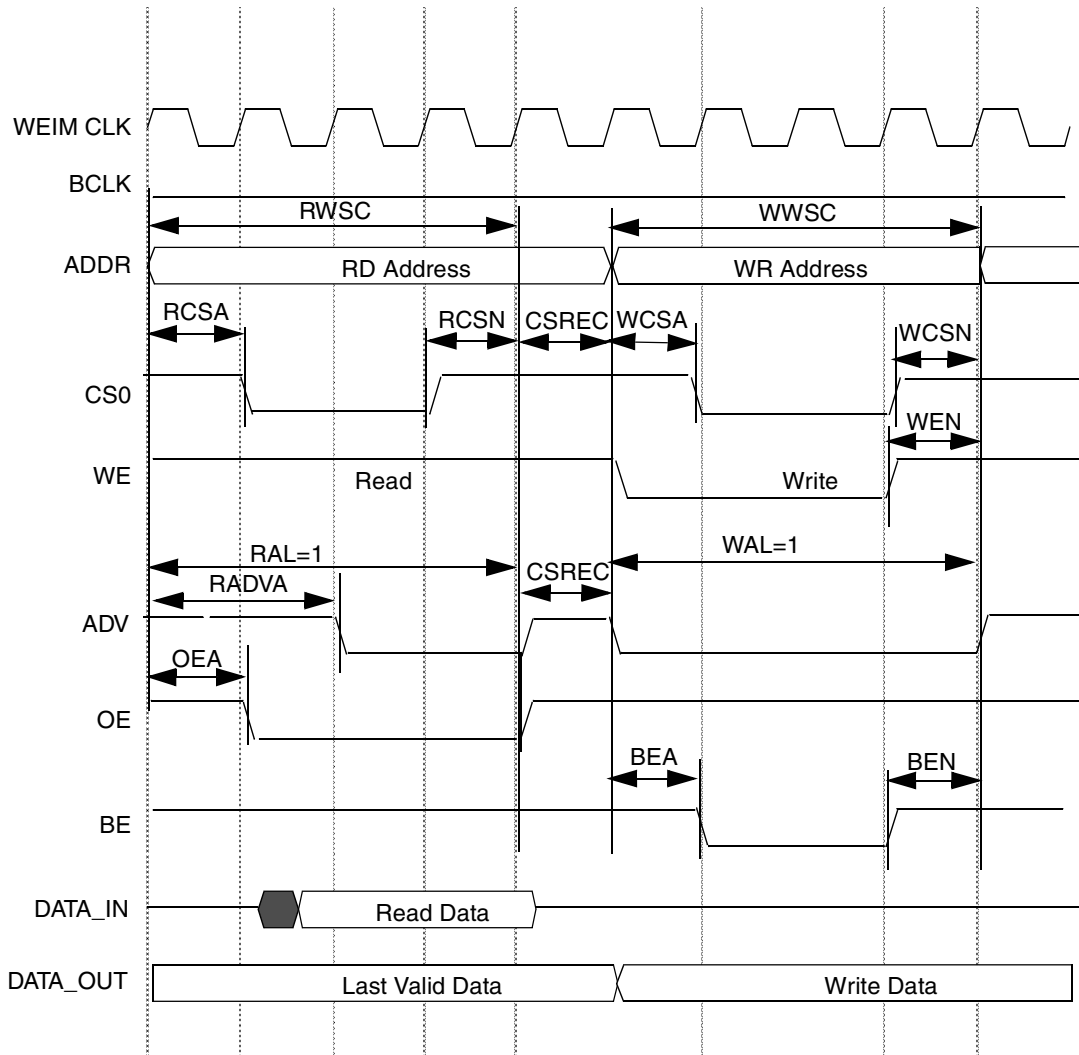 WEIM CLK
BCLK
RWSC
WWSC
ADDR
RD Address
WR Address
RCSA
RCSN
CSREC
WCSA
WCSN
CS0
WEN
WE
Read
Write
RAL=1
WAL=1
RADVA
CSREC
ADV
OEA
OE
BEA
BEN
BE
DATA_IN
Read Data
DATA_OUT
Last Valid Data
Write Data